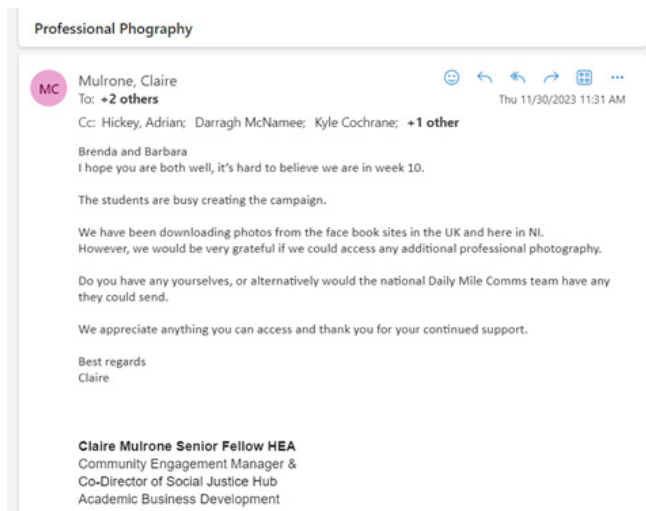 Professional Phography
MC
Mulrone, Claire
To: +2 others
Thu 11/30/2023 11:31 AM
Cc: Hickey, Adrian; Darragh McNamee; Kyle Cochrane; +1 other
Brenda and Barbara
I hope you are both well, it's hard to believe we are in week 10.
The students are busy creating the campaign.
We have been downloading photos from the face book sites in the UK and here in NI.
However, we would be very grateful if we could access any additional professional photography.
Do you have any yourselves, or alternatively would the national Daily Mile Comms team have any
they could send.
We appreciate anything you can access and thank you for your continued support.
Best regards
Claire
Claire Mulrone Senior Fellow HEA
Community Engagement Manager &
Co-Director of Social Justice Hub
Academic Business Development